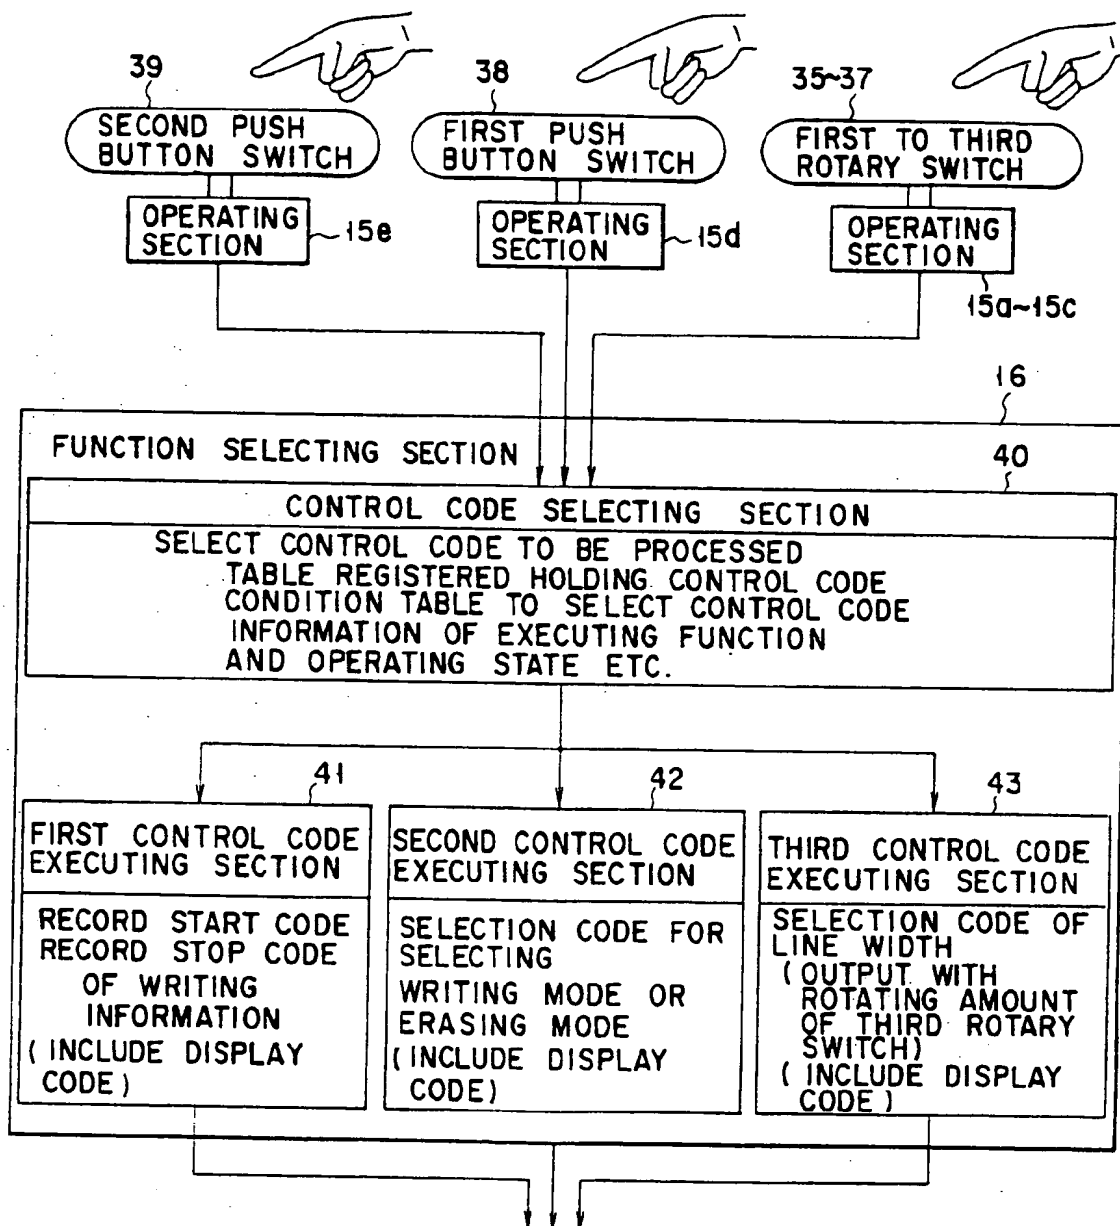 39
SECOND PUSH
BUTTON SWITCH
OPERATING
SECTION
15e
38
FIRST PUSH
BUTTON SWITCH
OPERATING
SECTION
15d
35~37
FIRST TO THIRD
ROTARY SWITCH
OPERATING
SECTION
15a~15c
16
FUNCTION SELECTING SECTION
40
CONTROL CODE SELECTING SECTION
SELECT CONTROL CODE TO BE PROCESSED
TABLE REGISTERED HOLDING CONTROL CODE
CONDITION TABLE TO SELECT CONTROL CODE
INFORMATION OF EXECUTING FUNCTION
AND OPERATING STATE ETC.
41
FIRST CONTROL CODE
EXECUTING SECTION
RECORD START CODE
RECORD STOP CODE
OF WRITING
INFORMATION
(INCLUDE DISPLAY
CODE)
42
SECOND CONTROL CODE
EXECUTING SECTION
SELECTION CODE FOR
SELECTING
WRITING MODE OR
ERASING MODE
(INCLUDE DISPLAY
CODE)
43
THIRD CONTROL CODE
EXECUTING SECTION
SELECTION CODE OF
LINE WIDTH
(OUTPUT WITH
ROTATING AMOUNT
OF THIRD ROTARY
SWITCH)
(INCLUDE DISPLAY
CODE)